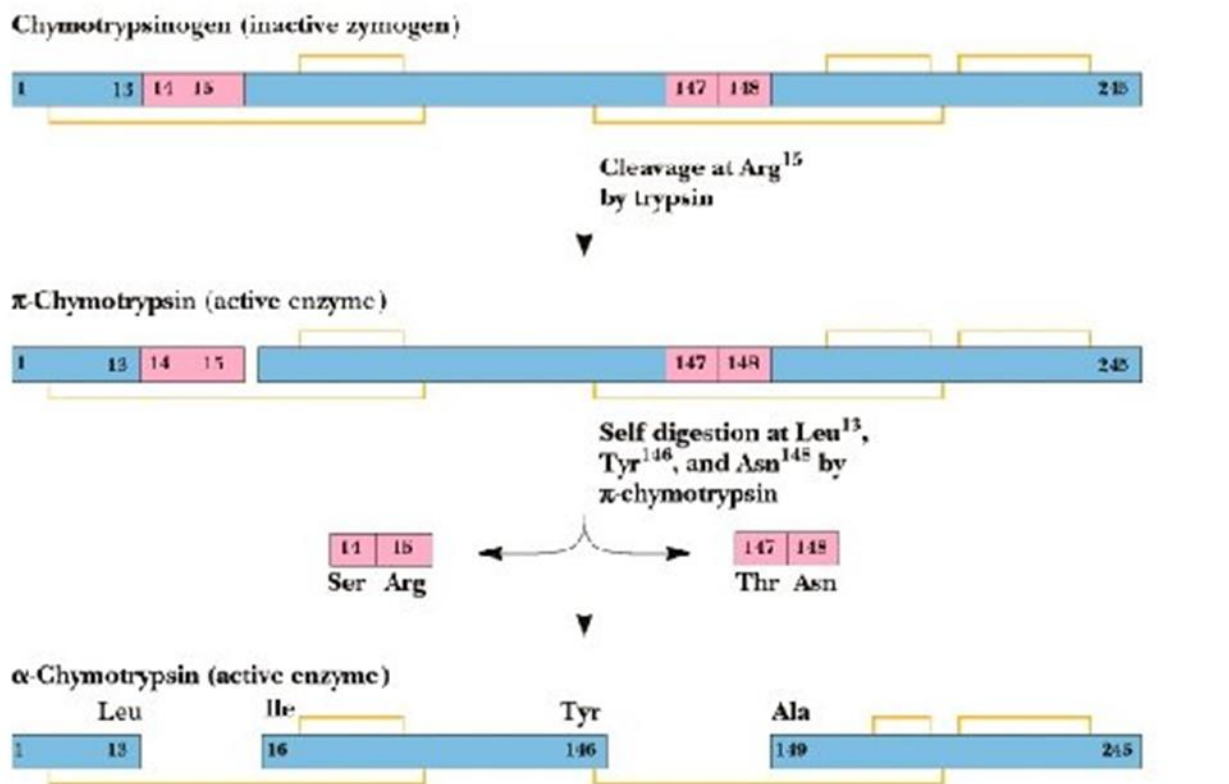 Chymotrypsinogen (inactive zymogen)
1 13 14 15 147 148 245
Cleavage at Arg15
by trypsin
π-Chymotrypsin (active enzyme)
1 13 14 15 147 148 245
Self digestion at Leu13,
Tyr146, and Asn148 by
π-chymotrypsin
14 15 147 148
Ser Arg Thr Asn
α-Chymotrypsin (active enzyme)
Leu Ile Tyr Ala
1 13 16 146 149 245